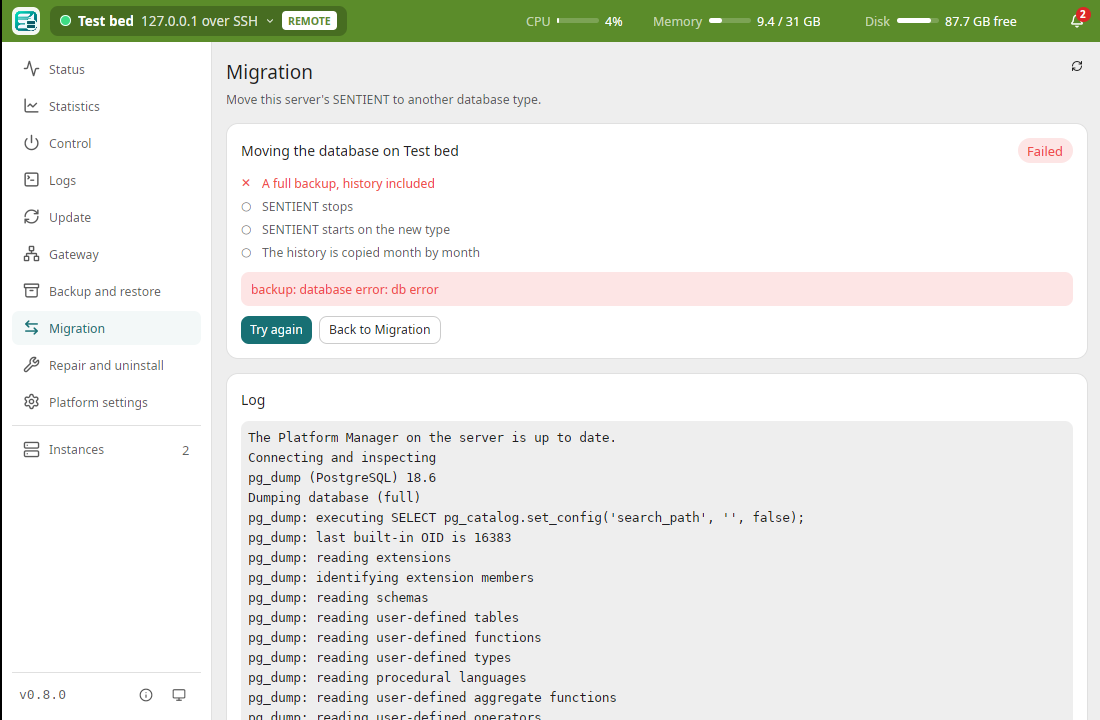 Test bed 127.0.0.1 over SSH REMOTE CPU 4% Memory 9.4 / 31 GB Disk 87.7 GB free 2
Status
Statistics
Control
Logs
Update
Gateway
Backup and restore
Migration
Repair and uninstall
Platform settings
Instances 2
v0.8.0
Migration
Move this server's SENTIENT to another database type.
Moving the database on Test bed Failed
A full backup, history included
SENTIENT stops
SENTIENT starts on the new type
The history is copied month by month
backup: database error: db error
Try again Back to Migration
Log
The Platform Manager on the server is up to date.
Connecting and inspecting
pg_dump (PostgreSQL) 18.6
Dumping database (full)
pg_dump: executing SELECT pg_catalog.set_config('search_path', '', false);
pg_dump: last built-in OID is 16383
pg_dump: reading extensions
pg_dump: identifying extension members
pg_dump: reading schemas
pg_dump: reading user-defined tables
pg_dump: reading user-defined functions
pg_dump: reading user-defined types
pg_dump: reading procedural languages
pg_dump: reading user-defined aggregate functions
pg_dump: reading user-defined operators